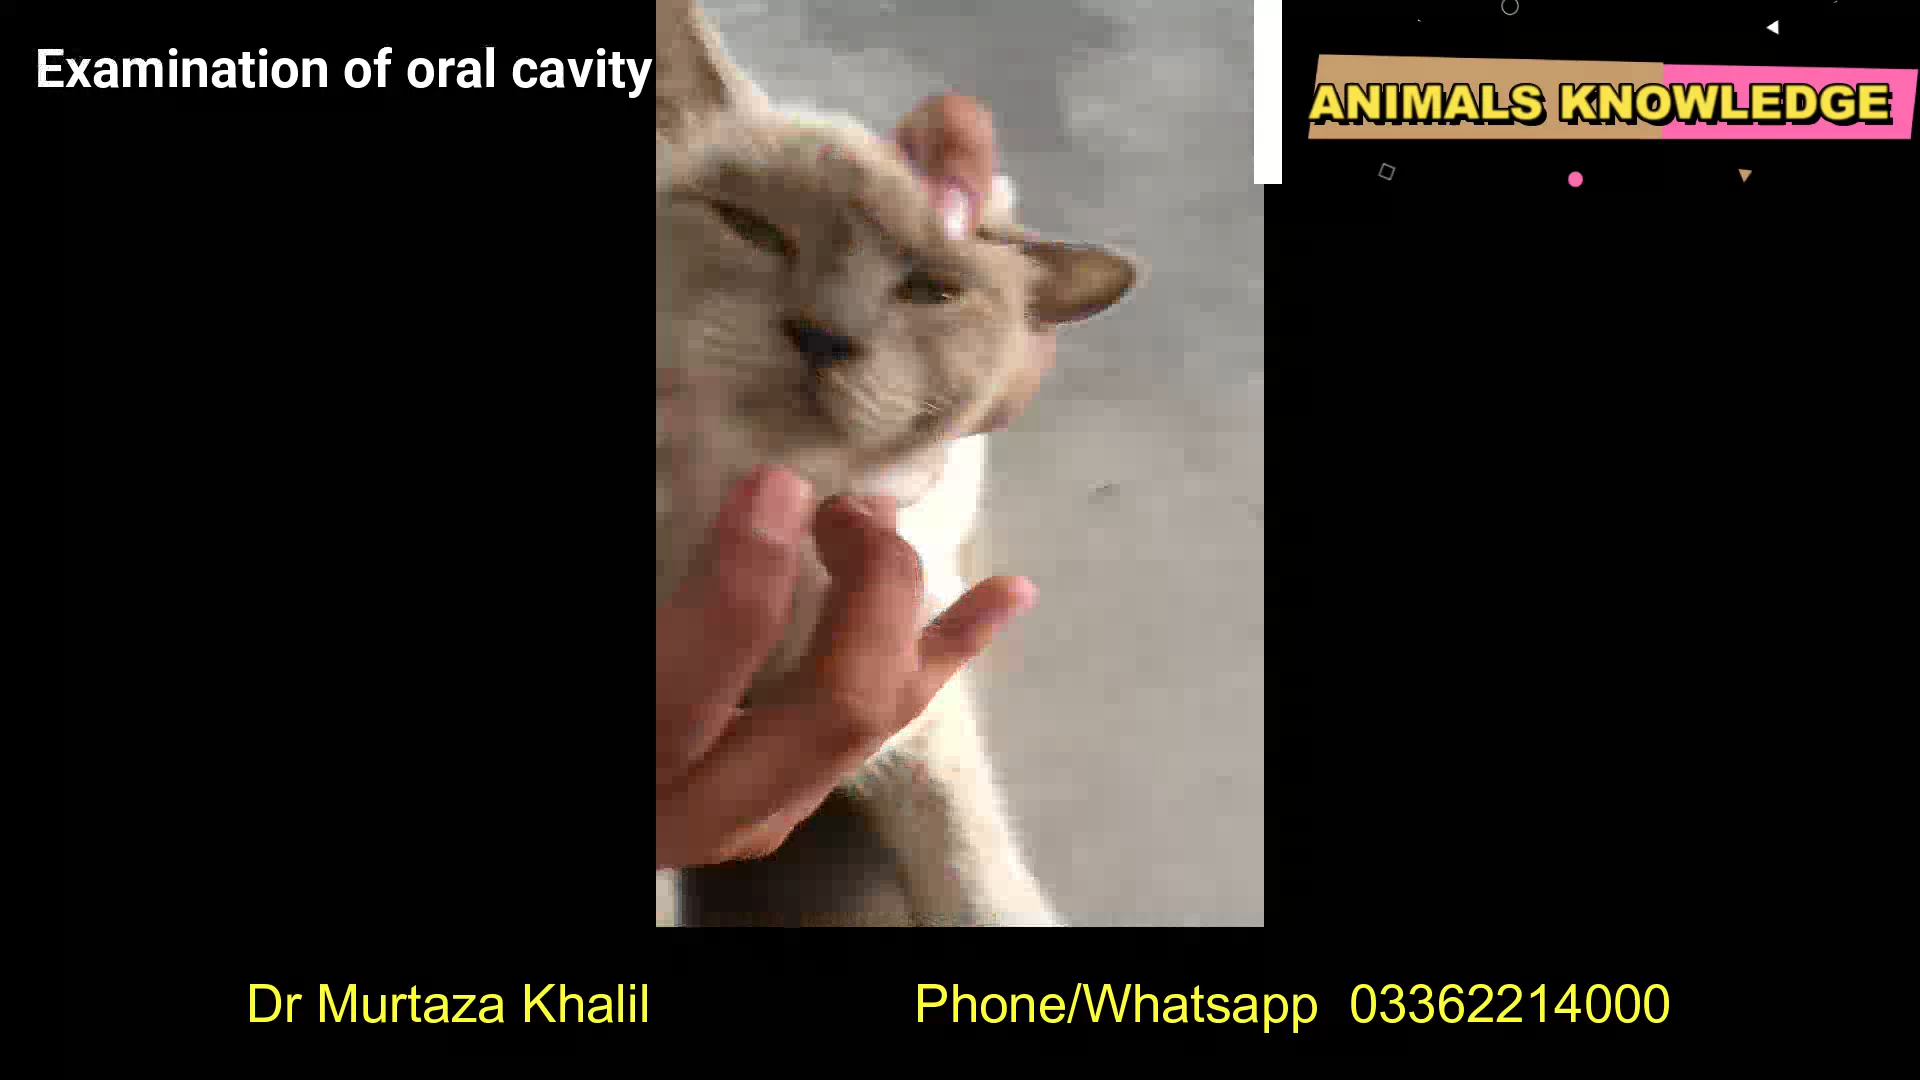 Examination of oral cavity
ANIMALS KNOWLEDGE
Dr Murtaza Khalil
Phone/Whatsapp 03362214000